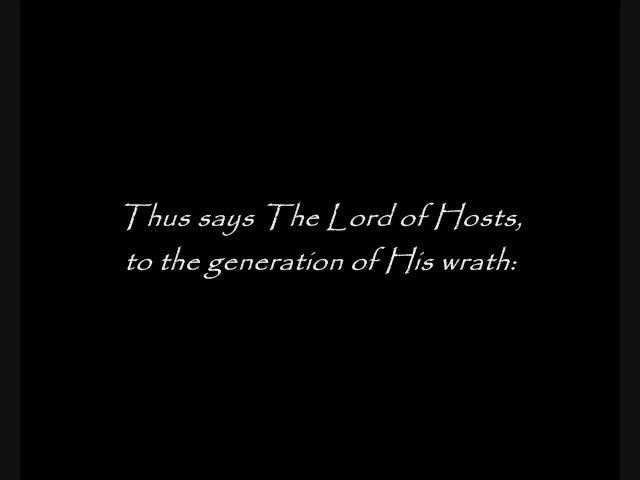 Thus says The Lord of Hosts,
to the generation of His wrath: